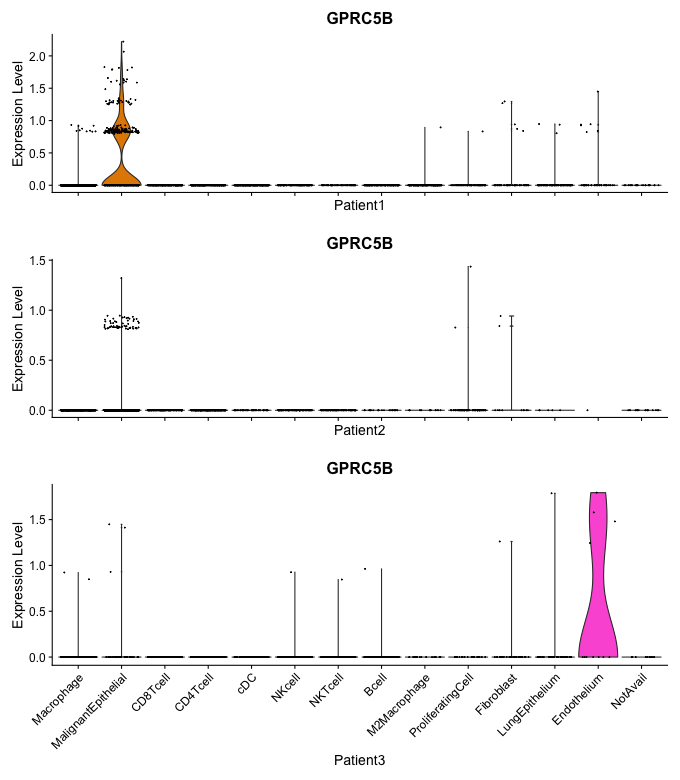 GPRC5B
Expression Level
2.0
1.5
1.0
0.5
0.0
Patient1
GPRC5B
Expression Level
1.5
1.0
0.5
0.0
Patient2
GPRC5B
Expression Level
1.5
1.0
0.5
0.0
Macrophage
MalignantEpithelial
CD8Tcell
CD4Tcell
cDC
NKcell
NKTcell
Bcell
M2Macrophage
ProliferatingCell
Fibroblast
LungEpithelium
Endothelium
NotAvail
Patient3